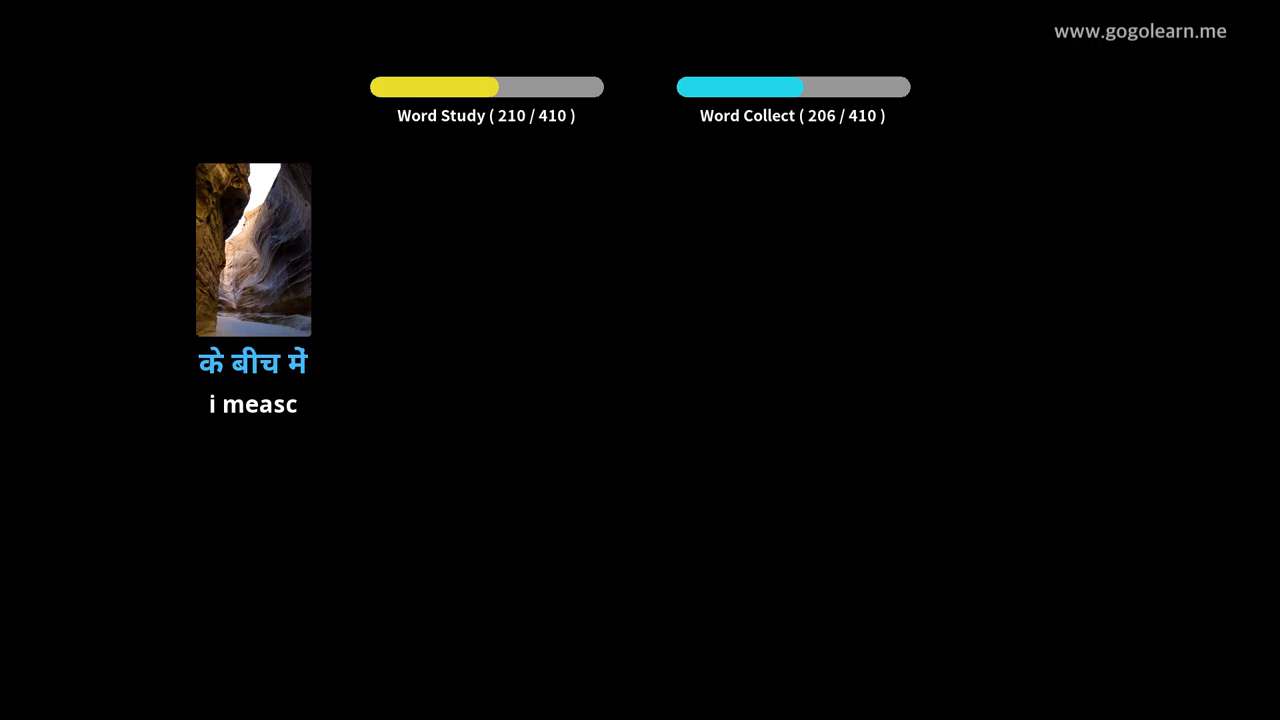 www.gogolearn.me
Word Study ( 210 / 410 )
Word Collect ( 206 / 410 )
के बीच में
i measc